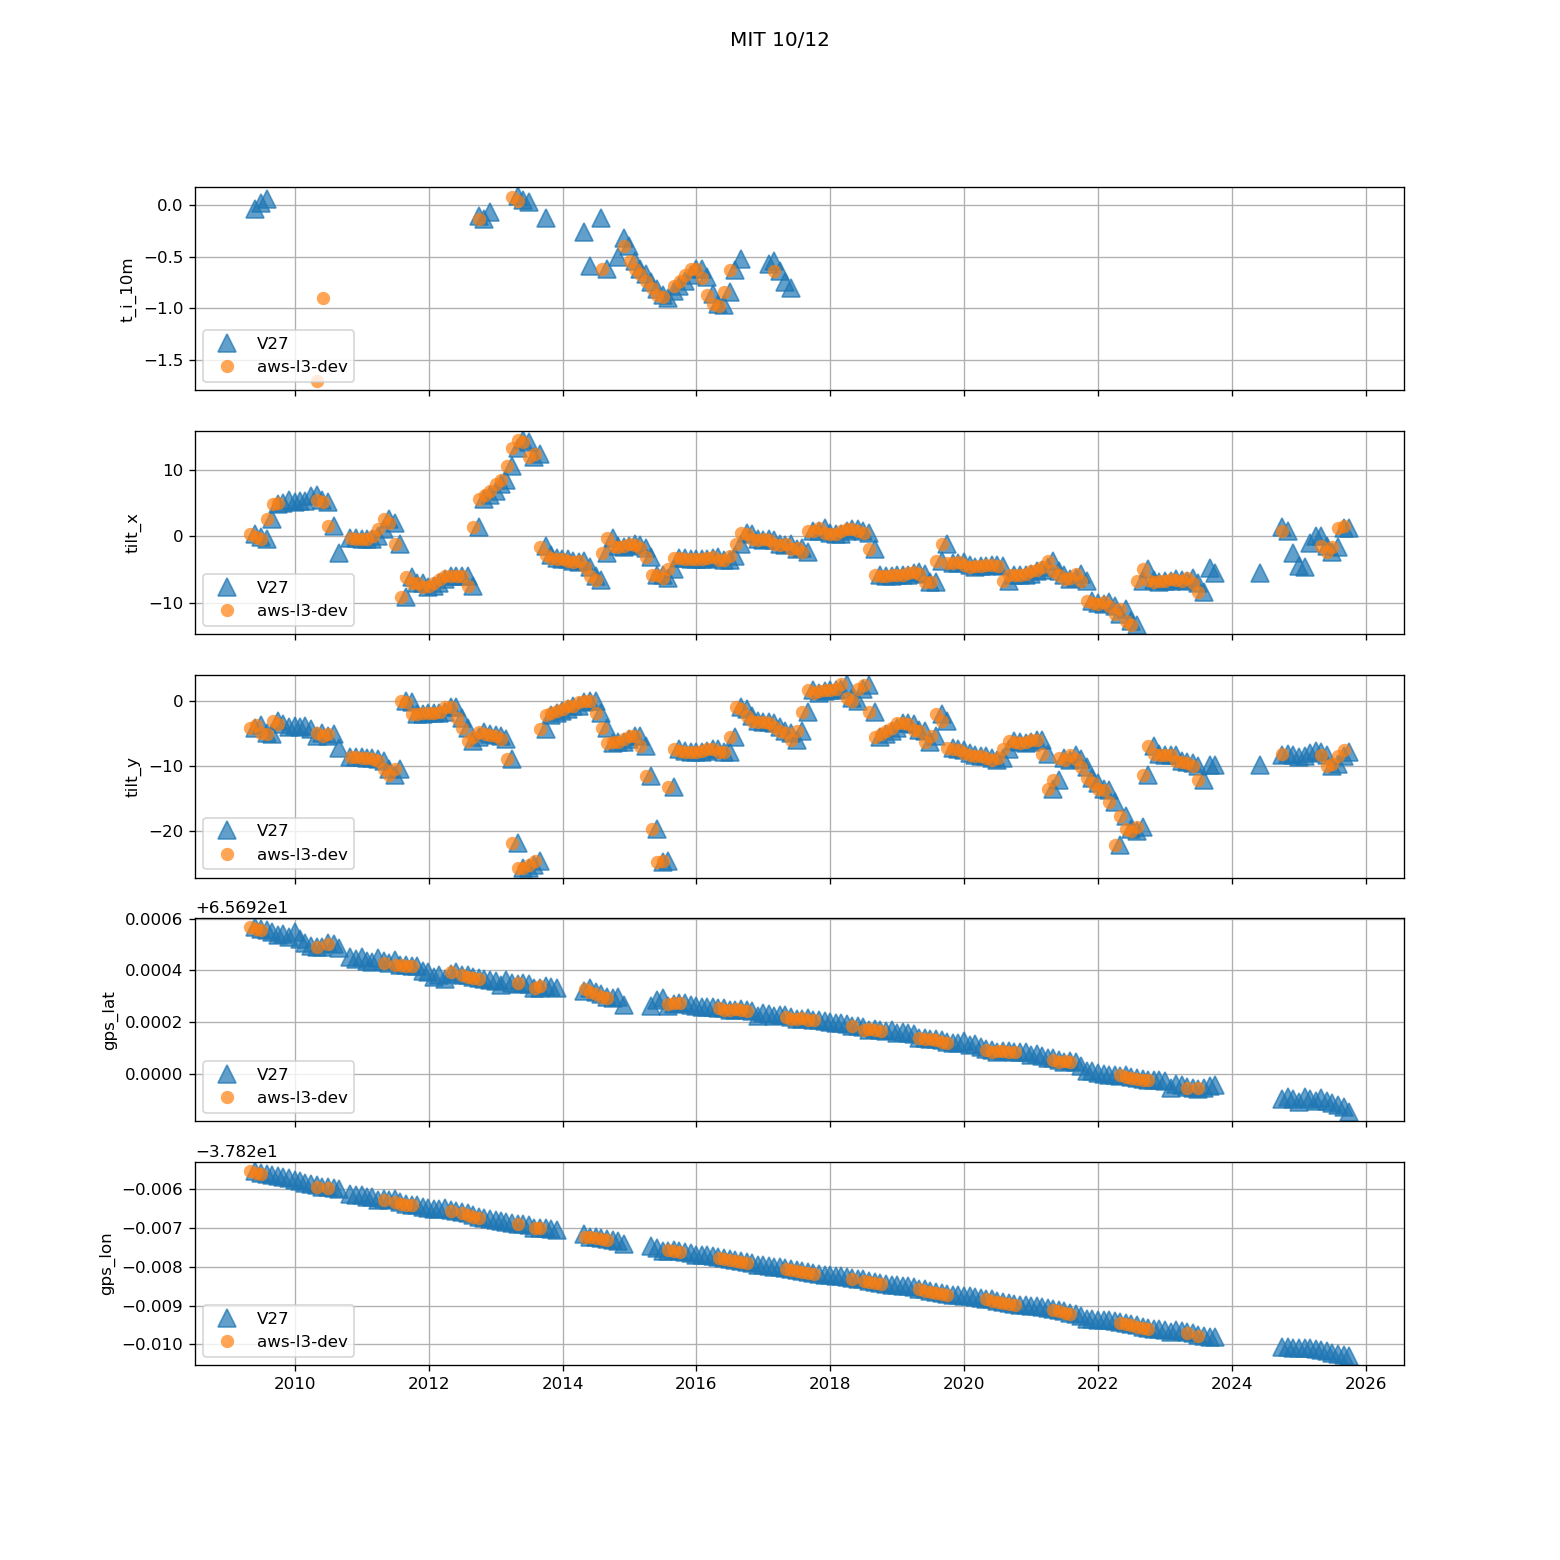 MIT 10/12
0.0
−0.5
−1.0
−1.5
t_i_10m
V27
aws-l3-dev
10
0
−10
tilt_x
V27
aws-l3-dev
0
−10
−20
tilt_y
V27
aws-l3-dev
+6.5692e1
0.0006
0.0004
0.0002
0.0000
gps_lat
V27
aws-l3-dev
−3.782e1
−0.006
−0.007
−0.008
−0.009
−0.010
gps_lon
V27
aws-l3-dev
2010 2012 2014 2016 2018 2020 2022 2024 2026